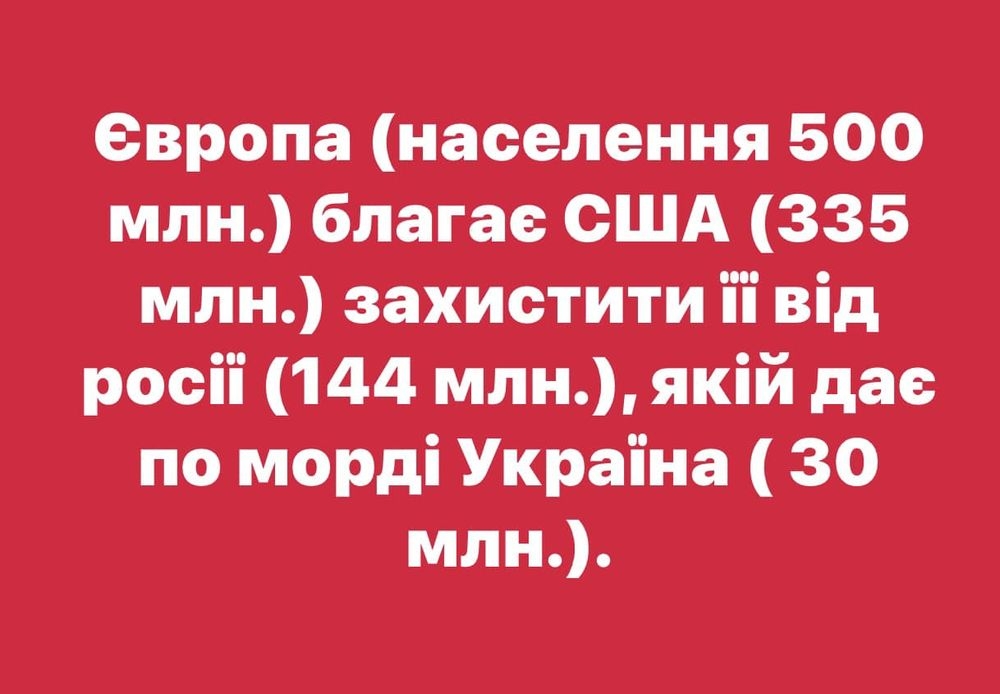 Європа (населення 500
млн.) благає США (335
млн.) захистити її від
росії (144 млн.), якій дає
по морді Україна ( 30
млн.).